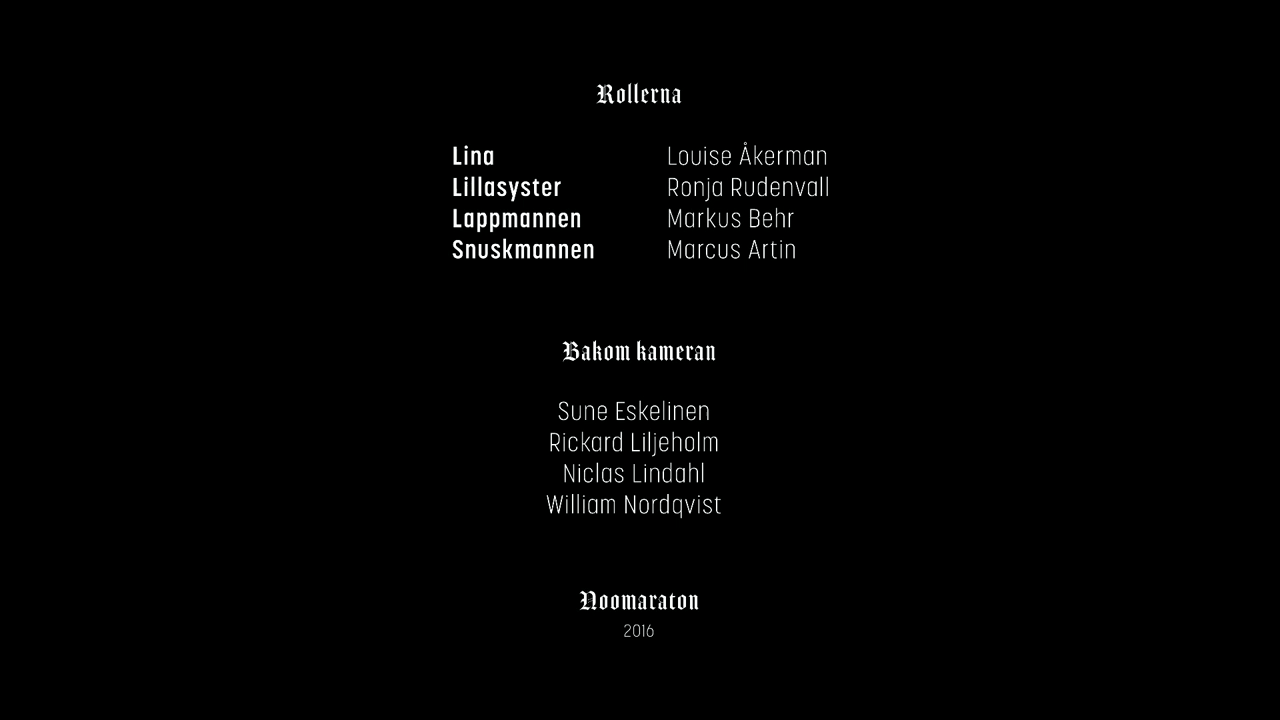 Rollerna
Lina Louise Åkerman
Lillasyster Ronja Rudenvall
Lappmannen Markus Behr
Snuskmannen Marcus Artin
Bakom kameran
Sune Eskelinen
Rickard Liljeholm
Niclas Lindahl
William Nordqvist
Noomaraton
2016